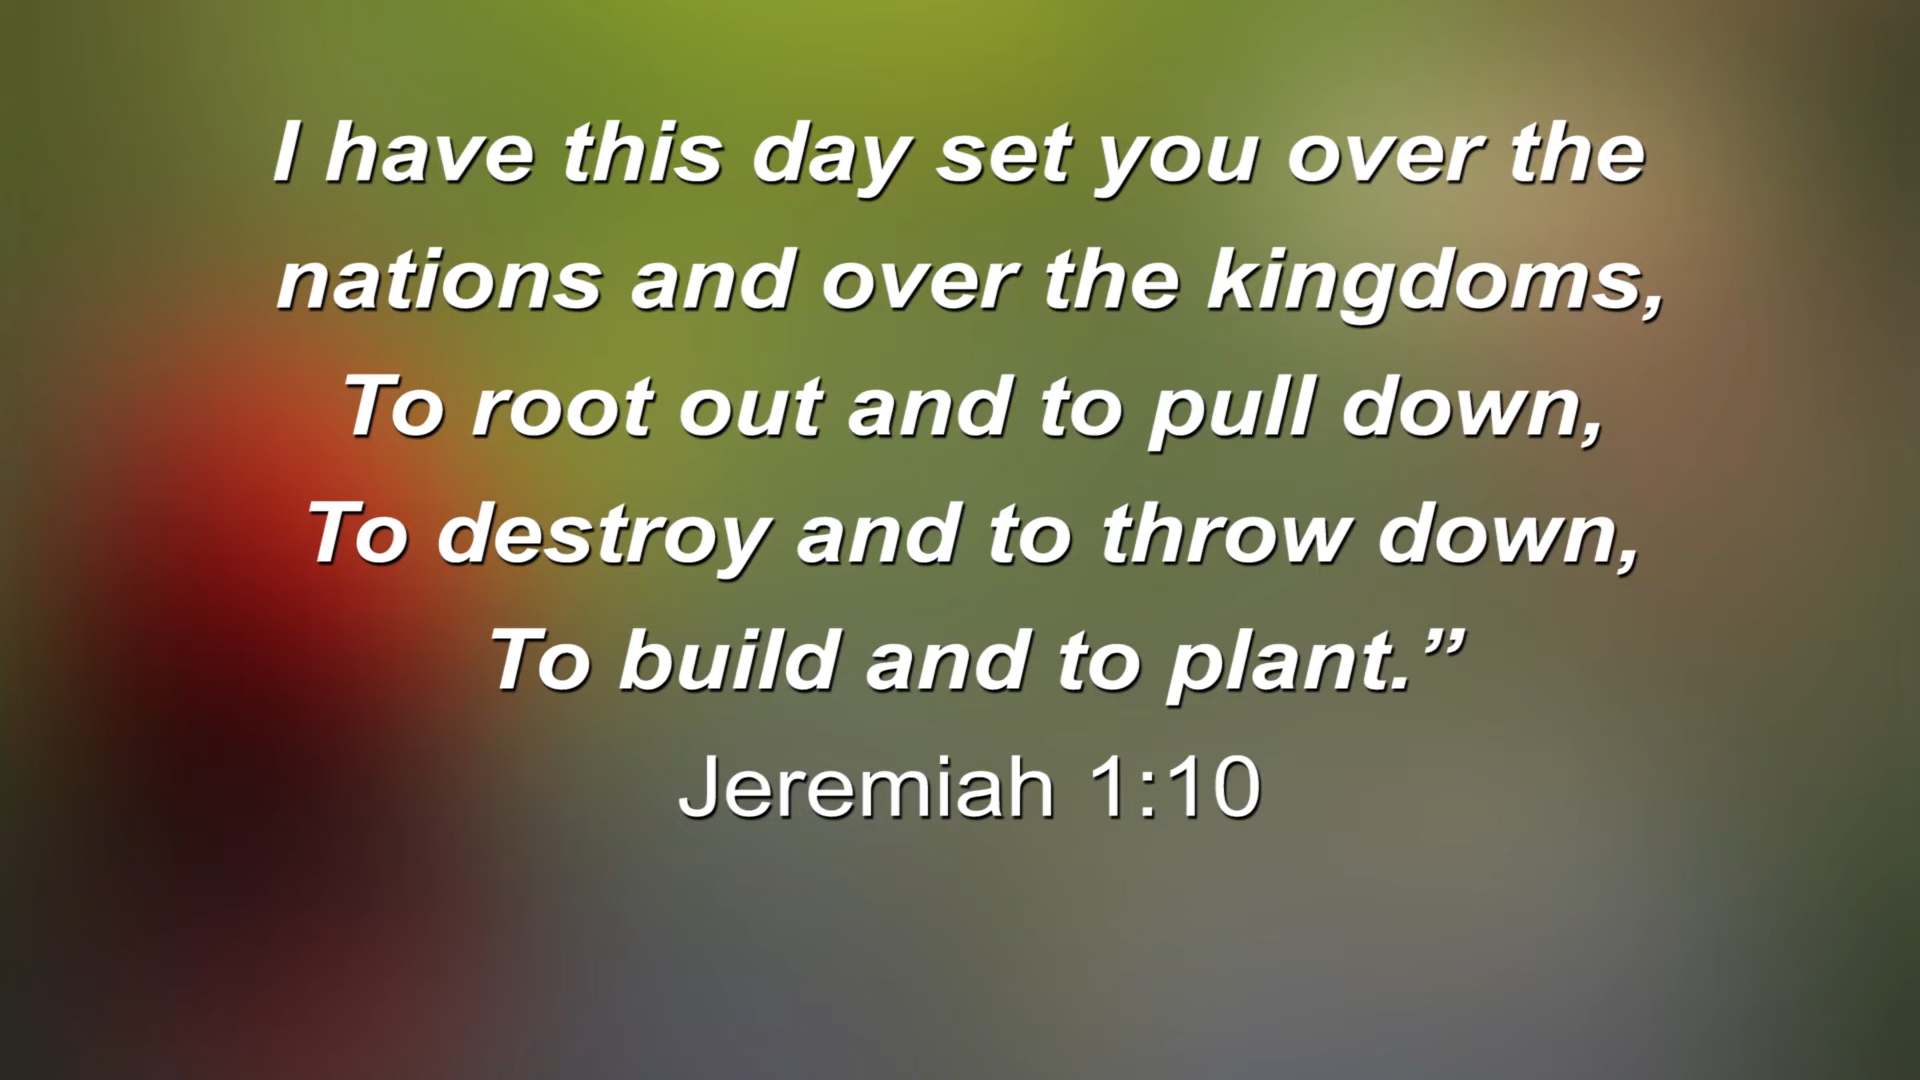 I have this day set you over the
nations and over the kingdoms,
To root out and to pull down,
To destroy and to throw down,
To build and to plant.”
Jeremiah 1:10